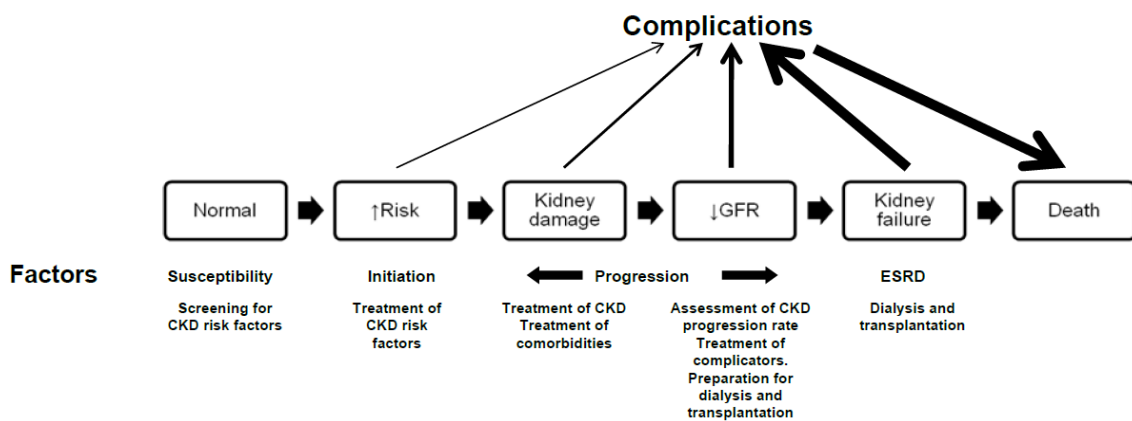 Complications
Normal
↑Risk
Kidney
damage
↓GFR
Kidney
failure
Death
Factors
Susceptibility
Initiation
Progression
ESRD
Screening for
CKD risk factors
Treatment of
CKD risk
factors
Treatment of CKD
Treatment of
comorbidities
Assessment of CKD
progression rate
Treatment of
complicators.
Preparation for
dialysis and
transplantation
Dialysis and
transplantation